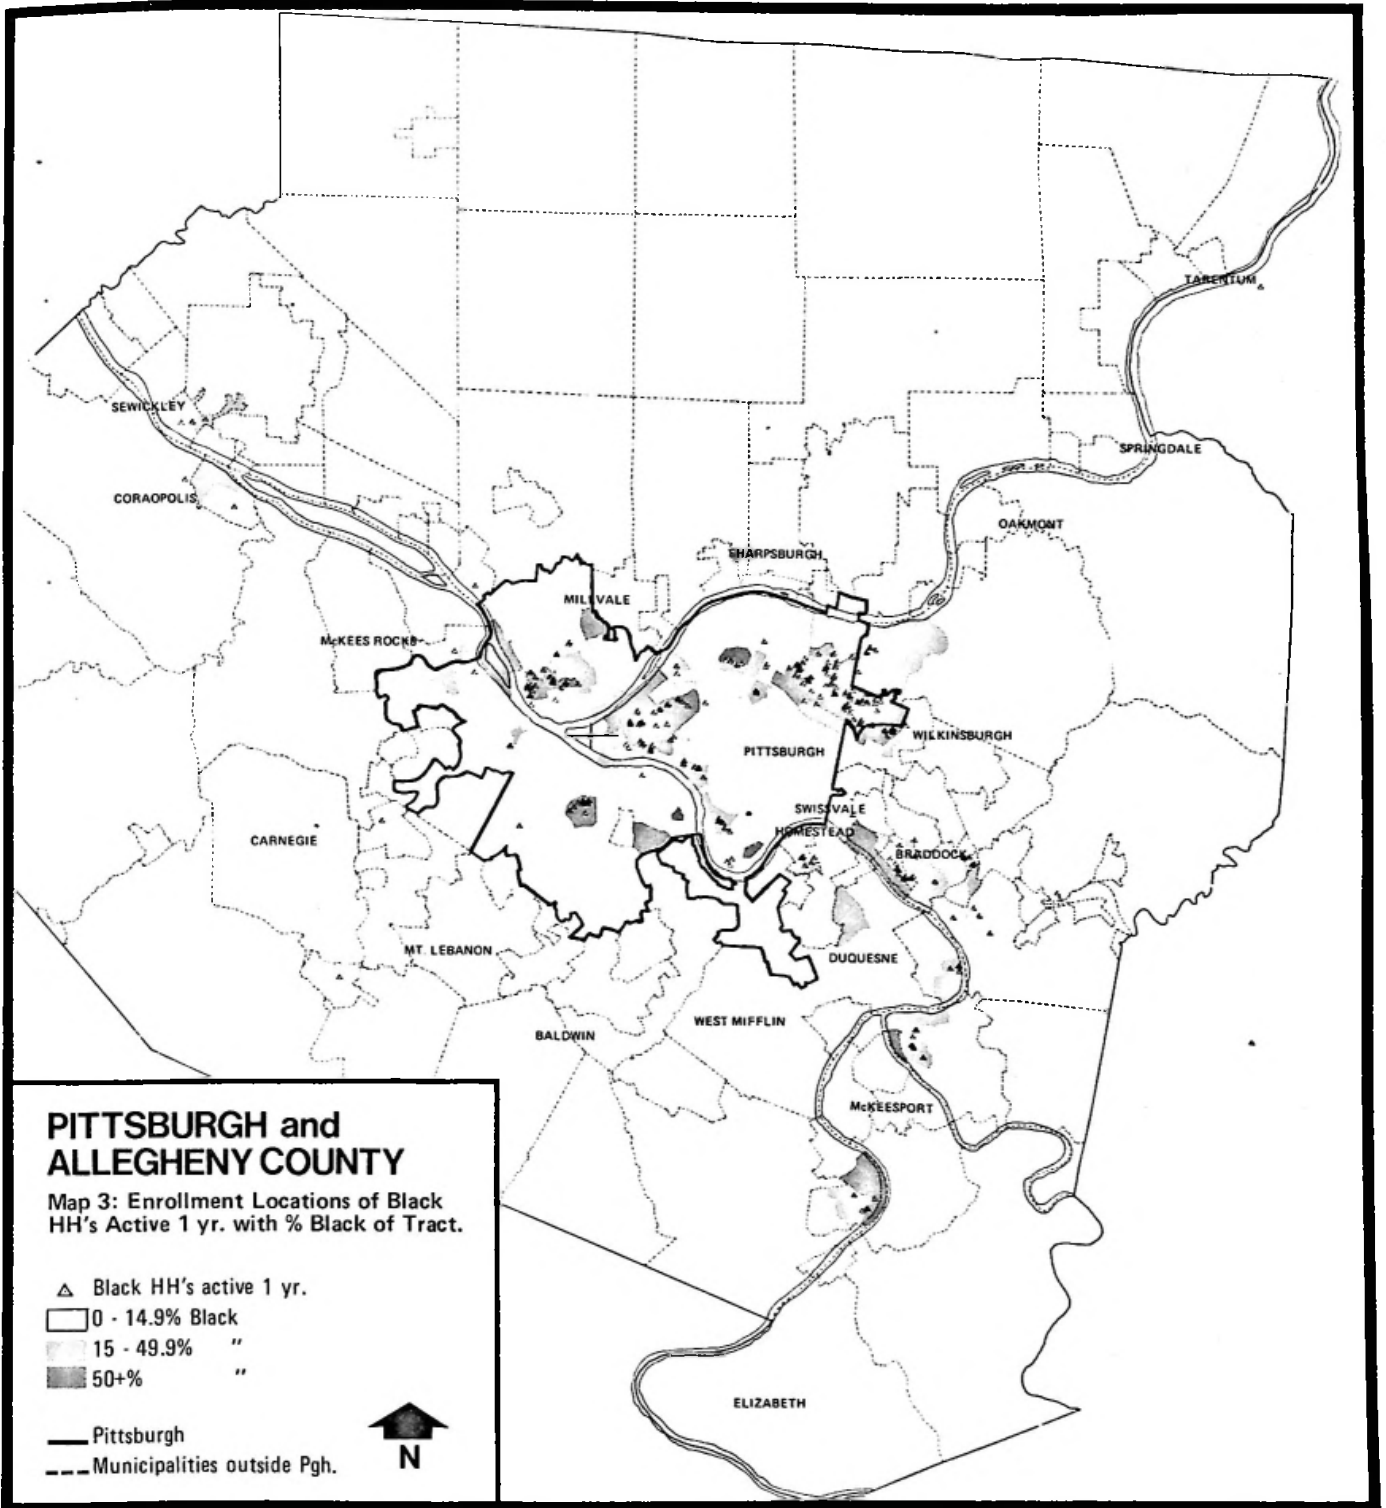 TARENTUM
SEWICKLEY
SPRINGDALE
CORAOPOLIS
OAKMONT
SHARPSBURGH
MILLVALE
McKEES ROCKS
WILKINSBURGH
PITTSBURGH
SWISSVALE
HOMESTEAD
CARNEGIE
BRADDOCK
MT. LEBANON
DUQUESNE
WEST MIFFLIN
BALDWIN
McKEESPORT
ELIZABETH
PITTSBURGH and
ALLEGHENY COUNTY
Map 3: Enrollment Locations of Black
HH's Active 1 yr. with % Black of Tract.
Black HH's active 1 yr.
0 - 14.9% Black
15 - 49.9% "
50+% "
Pittsburgh
Municipalities outside Pgh.
N